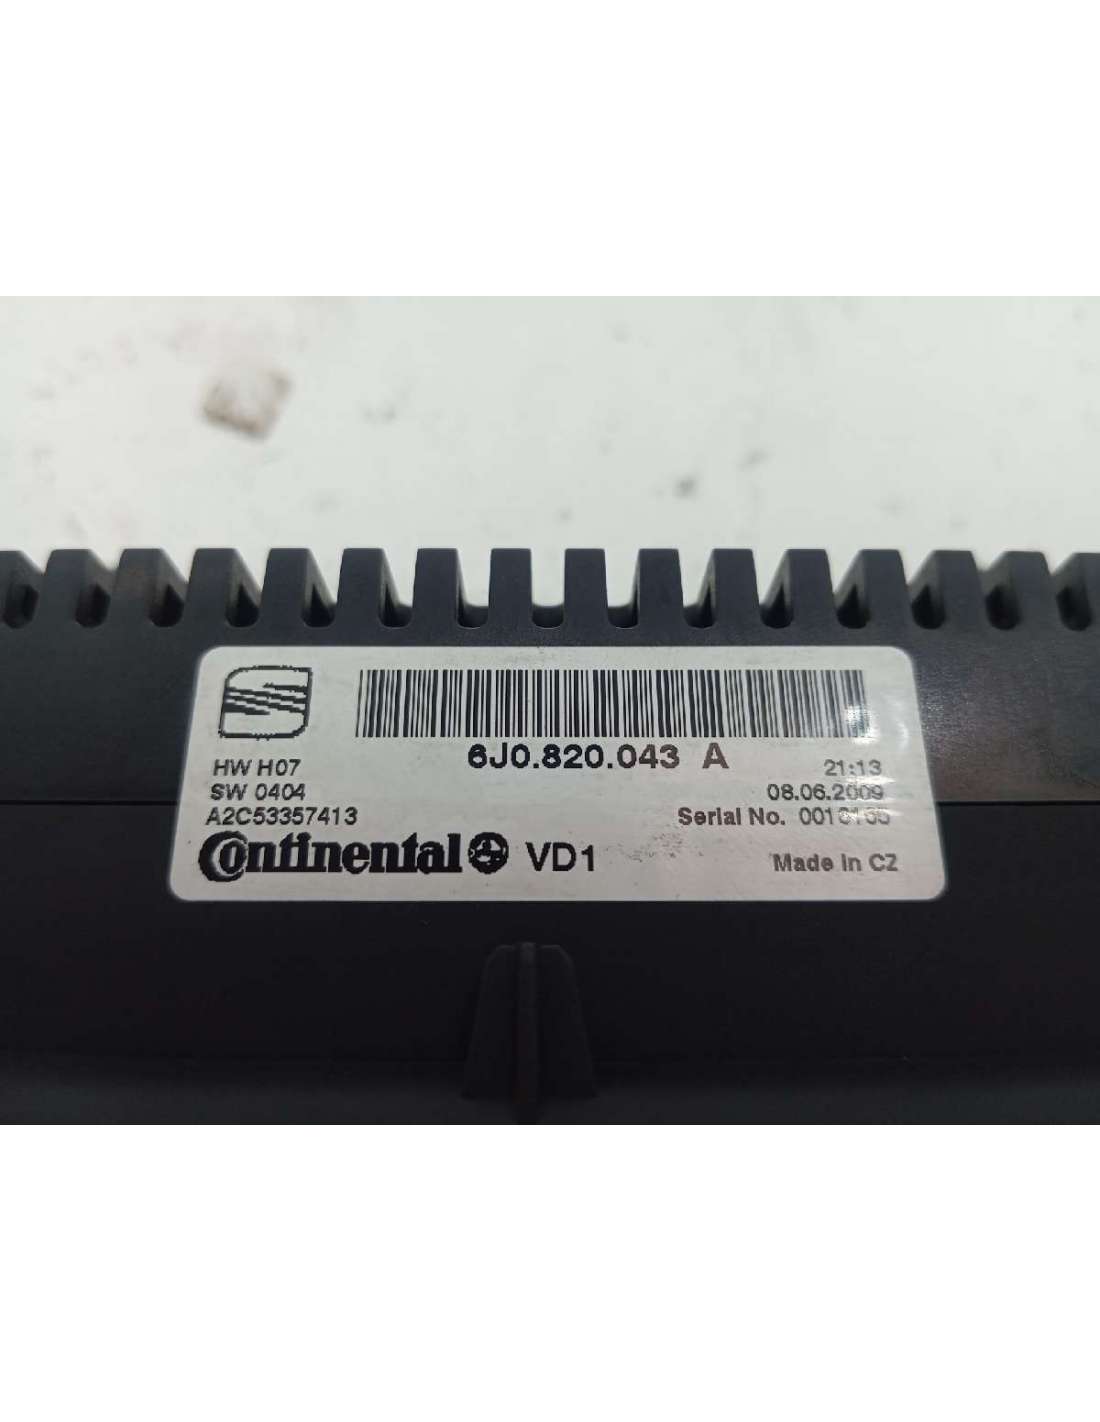 6J0.820.043 A
HW H07
21:13
SW 0404
08.06.2009
A2C53357413
Serial No.
Continental VD1
Made in CZ